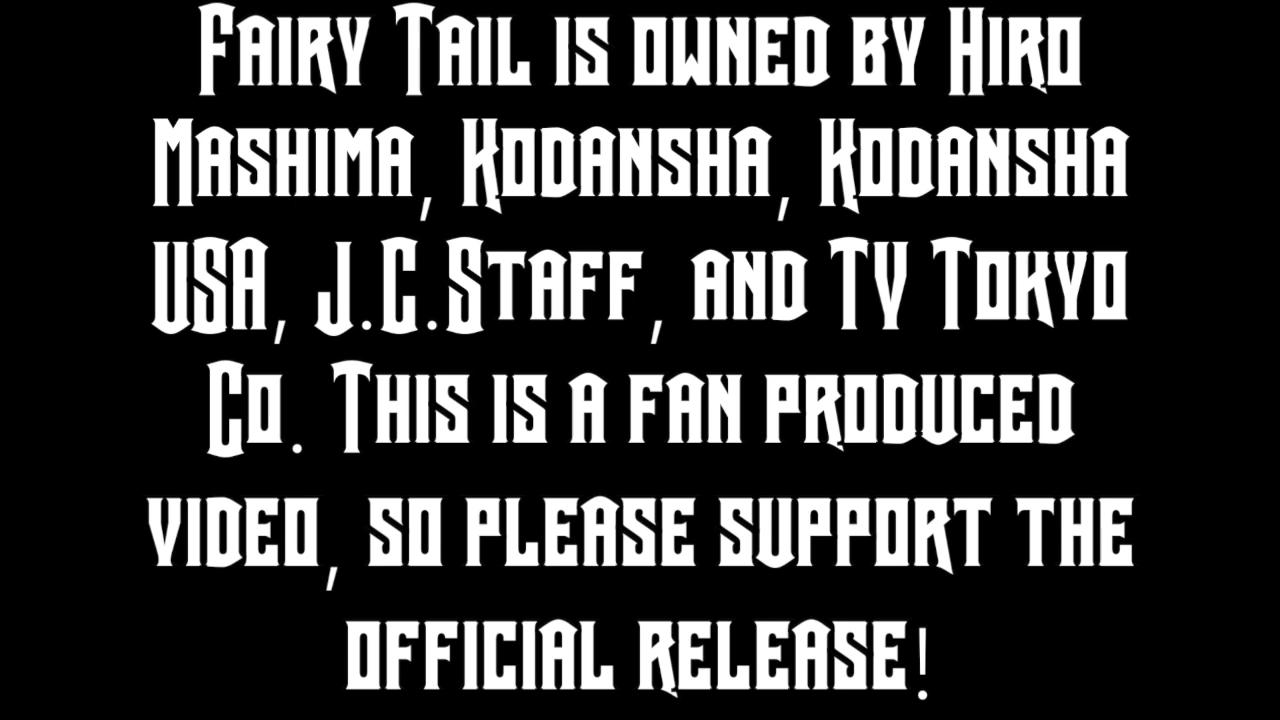 Fairy Tail is owned by Hiro
Mashima, Kodansha, Kodansha
USA, J.C.Staff, and TV Tokyo
Co. This is a fan produced
video, so please support the
official release!